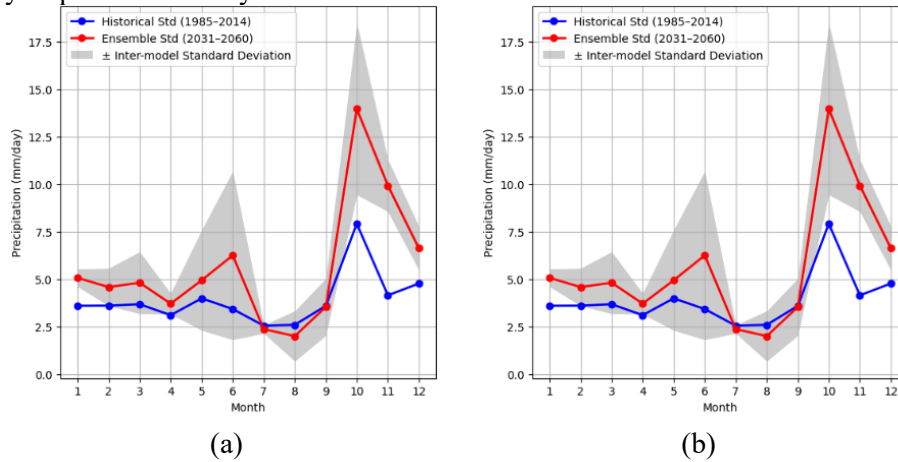 Historical Std (1985–2014)
Ensemble Std (2031–2060)
± Inter-model Standard Deviation
Precipitation (mm/day)
17.5
15.0
12.5
10.0
7.5
5.0
2.5
0.0
1 2 3 4 5 6 7 8 9 10 11 12
Month
(a)
Historical Std (1985–2014)
Ensemble Std (2031–2060)
± Inter-model Standard Deviation
Precipitation (mm/day)
17.5
15.0
12.5
10.0
7.5
5.0
2.5
0.0
1 2 3 4 5 6 7 8 9 10 11 12
Month
(b)